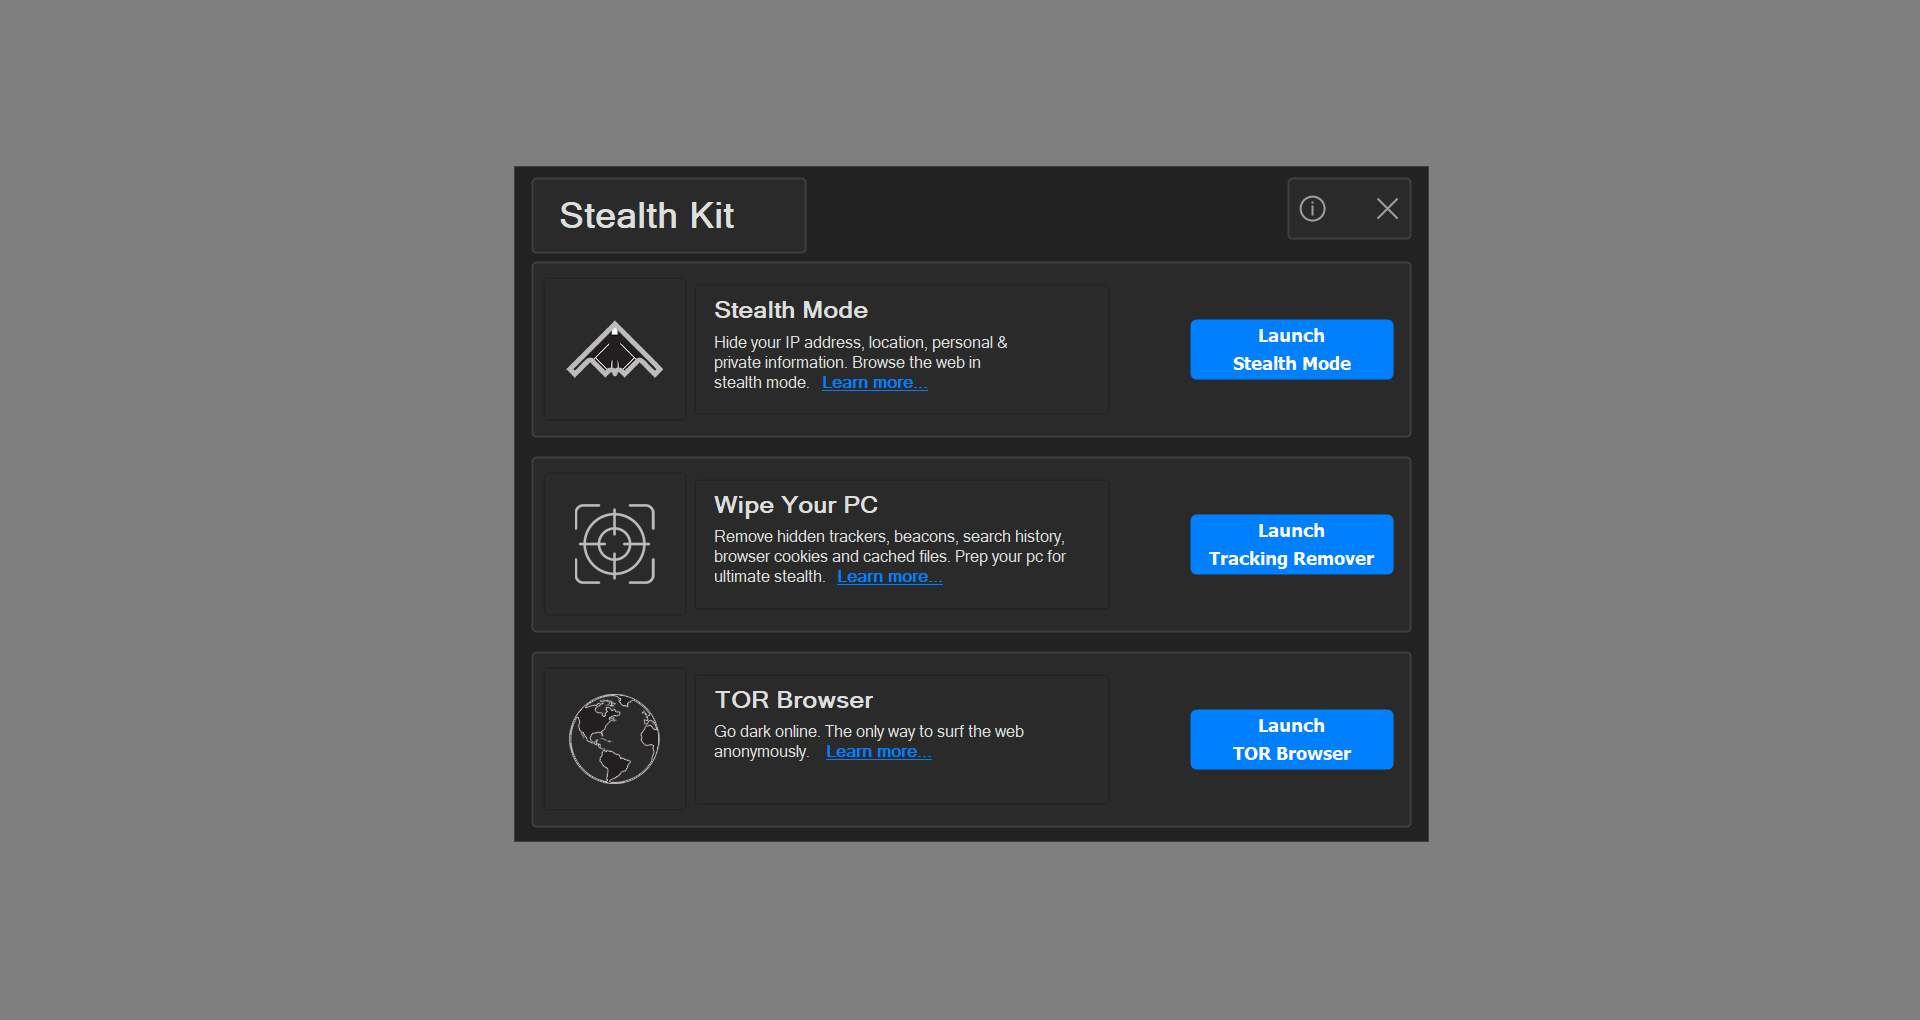 Stealth Kit
Stealth Mode
Hide your IP address, location, personal &
private information. Browse the web in
stealth mode. Learn more...
Launch
Stealth Mode
Wipe Your PC
Remove hidden trackers, beacons, search history,
browser cookies and cached files. Prep your pc for
ultimate stealth. Learn more...
Launch
Tracking Remover
TOR Browser
Go dark online. The only way to surf the web
anonymously. Learn more...
Launch
TOR Browser